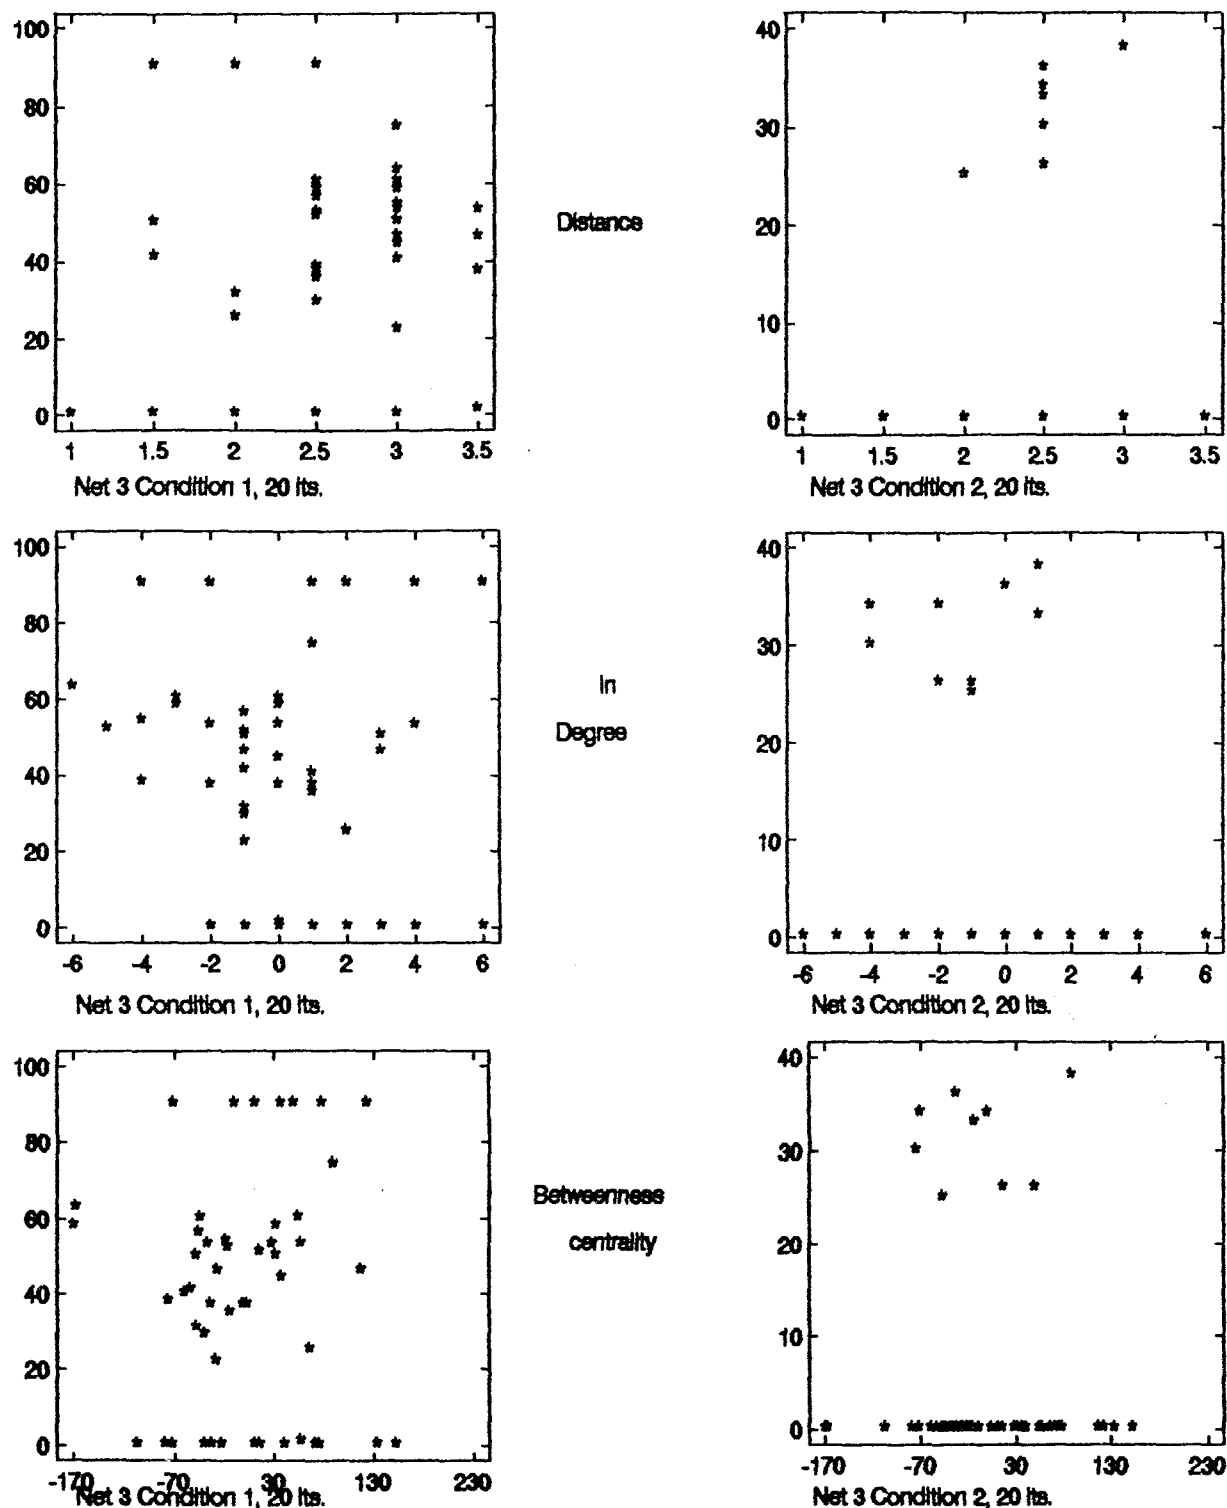 100
80
60
40
20
0
1 1.5 2 2.5 3 3.5
Net 3 Condition 1, 20 Its.
Distance
40
30
20
10
0
1 1.5 2 2.5 3 3.5
Net 3 Condition 2, 20 Its.
100
80
60
40
20
0
-6 -4 -2 0 2 4 6
Net 3 Condition 1, 20 Its.
In
Degree
40
30
20
10
0
-6 -4 -2 0 2 4 6
Net 3 Condition 2, 20 Its.
100
80
60
40
20
0
-170 -70 30 130 230
Net 3 Condition 1, 20 Its.
Betweenness
centrality
40
30
20
10
0
-170 -70 30 130 230
Net 3 Condition 2, 20 Its.